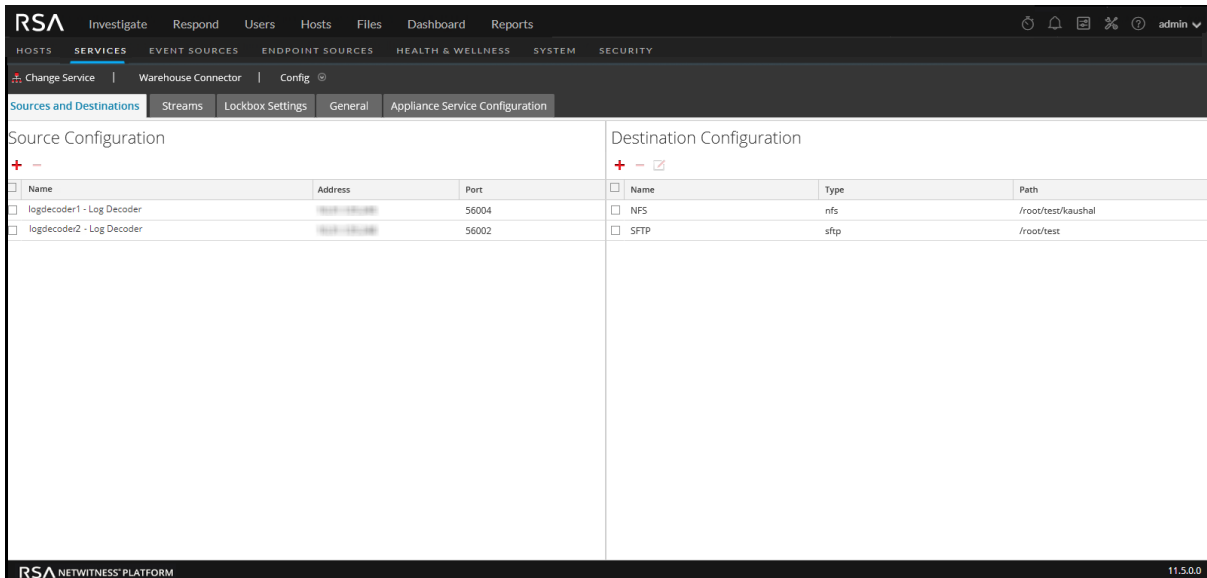 RSA Investigate Respond Users Hosts Files Dashboard Reports admin
HOSTS SERVICES EVENT SOURCES ENDPOINT SOURCES HEALTH & WELLNESS SYSTEM SECURITY
Change Service | Warehouse Connector | Config
Sources and Destinations Streams Lockbox Settings General Appliance Service Configuration
Source Configuration
Name Address Port
logdecoder1 - Log Decoder 56004
logdecoder2 - Log Decoder 56002
Destination Configuration
Name Type Path
NFS nfs /root/test/kaushal
SFTP sftp /root/test
RSA NETWITNESS® PLATFORM 11.5.0.0